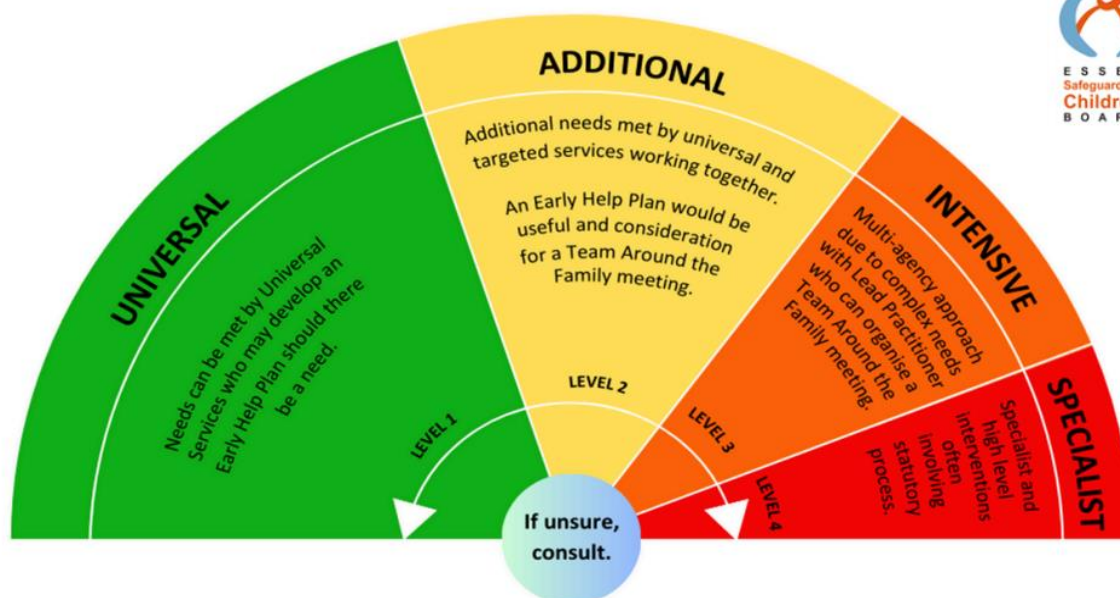 UNIVERSAL
Needs can be met by Universal
Services who may develop an
Early Help Plan should there
be a need.
LEVEL 1
ADDITIONAL
Additional needs met by universal and
targeted services working together.
An Early Help Plan would be
useful and consideration
for a Team Around the
Family meeting.
LEVEL 2
INTENSIVE
Multi-agency approach
due to complex needs
with Lead Practitioner
who can organise a
Team Around the
Family meeting.
LEVEL 3
SPECIALIST
Specialist and
high level
interventions
often
involving
statutory
process.
LEVEL 4
If unsure,
consult.